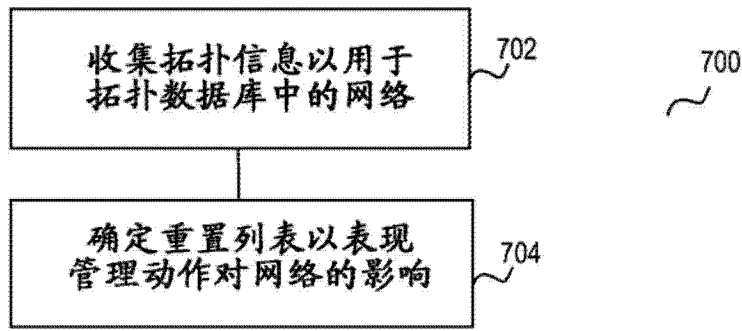 收集拓扑信息以用于
拓扑数据库中的网络
702
700
确定重置列表以表现
管理动作对网络的影响
704